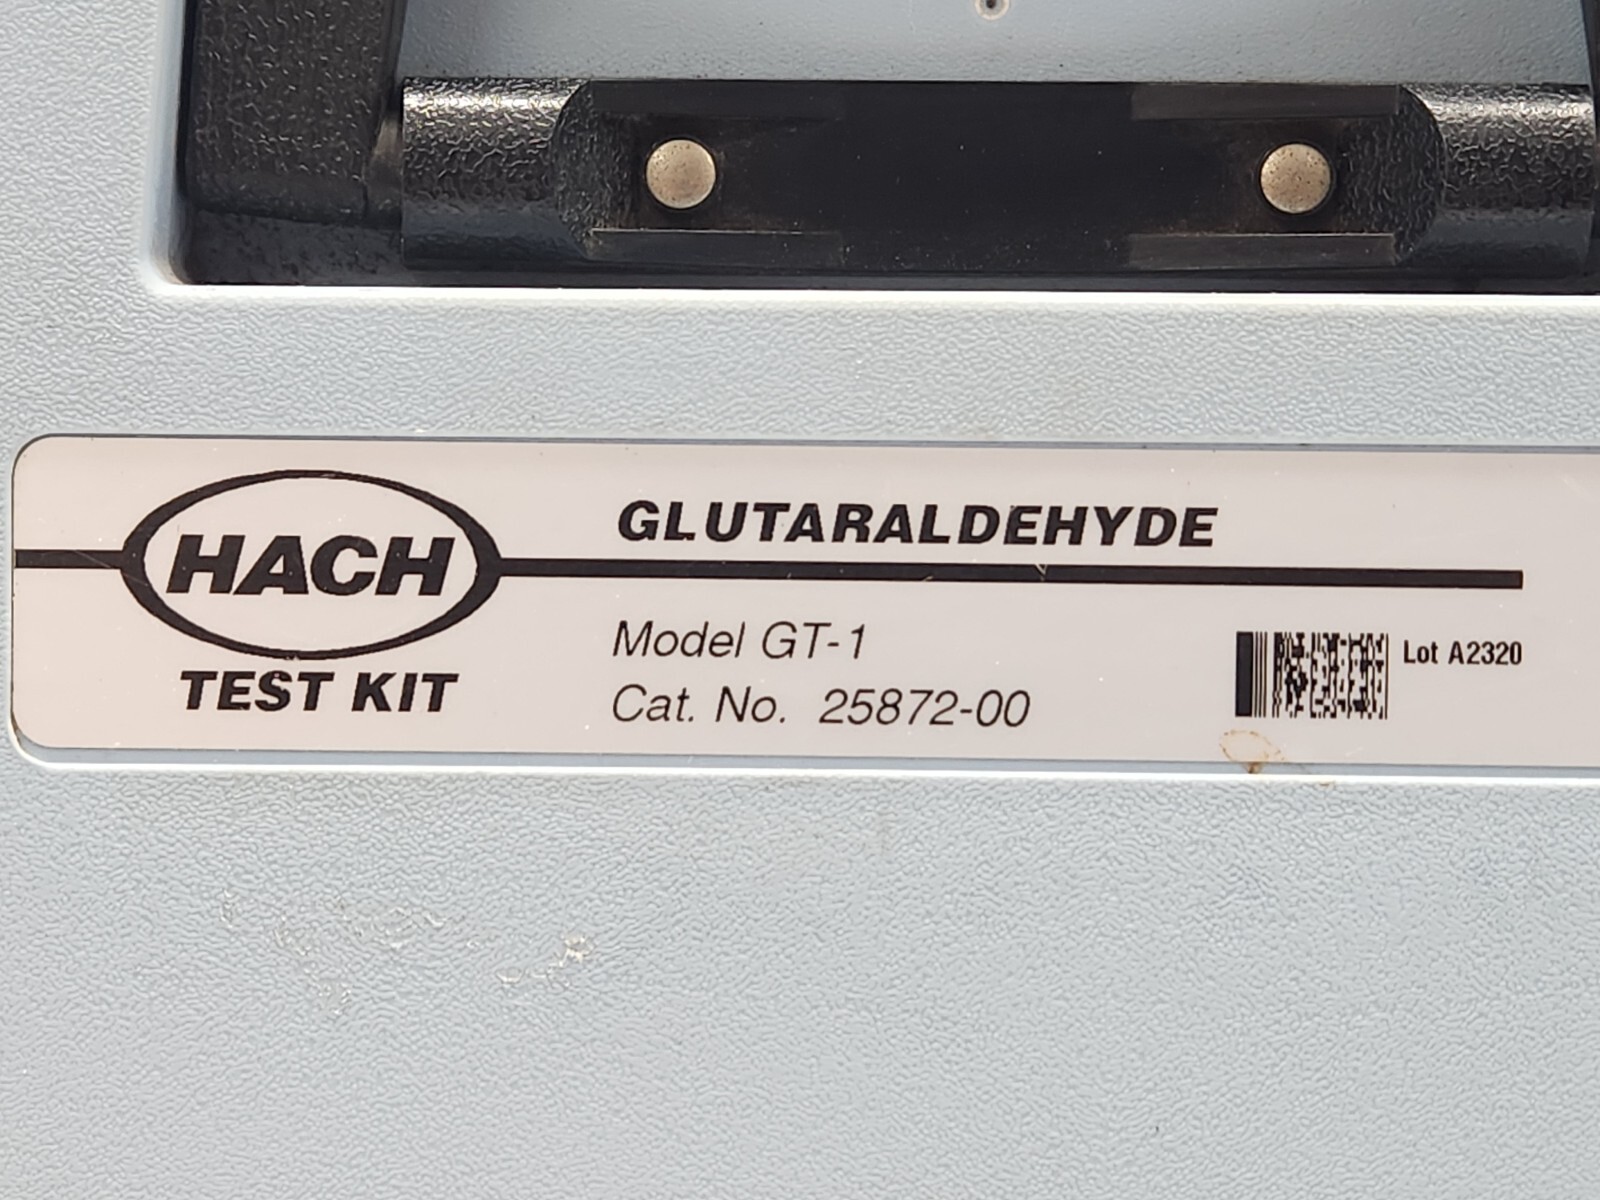 HACH
TEST KIT
GLUTARALDEHYDE
Model GT-1
Cat. No. 25872-00
Lot A2320